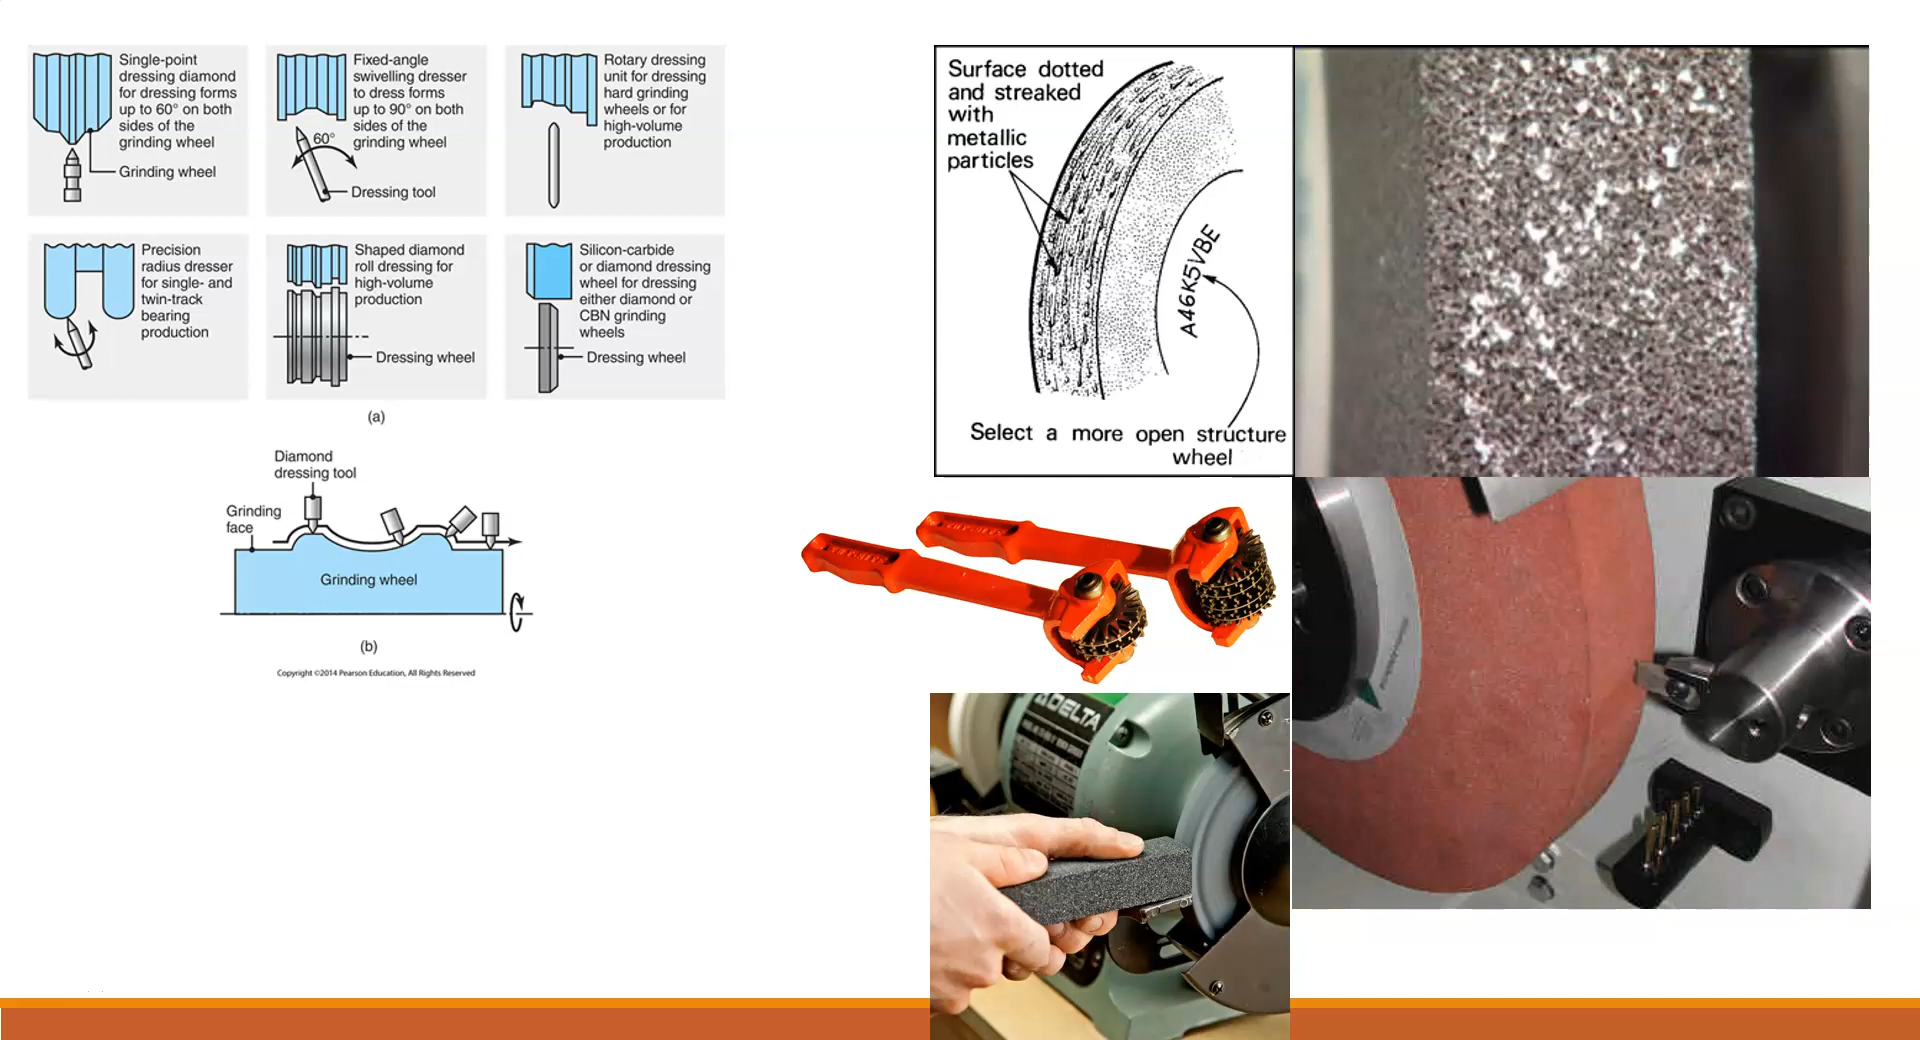 Single-point
dressing diamond
for dressing forms
up to 60° on both
sides of the
grinding wheel
Grinding wheel
Fixed-angle
swivelling dresser
to dress forms
up to 90° on both
sides of the
grinding wheel
60°
Dressing tool
Rotary dressing
unit for dressing
hard grinding
wheels or for
high-volume
production
Precision
radius dresser
for single- and
twin-track
bearing
production
Shaped diamond
roll dressing for
high-volume
production
Dressing wheel
Silicon-carbide
or diamond dressing
wheel for dressing
either diamond or
CBN grinding
wheels
Dressing wheel
(a)
Diamond
dressing tool
Grinding
face
Grinding wheel
(b)
Copyright ©2014 Pearson Education, All Rights Reserved
Surface dotted
and streaked
with
metallic
particles
A46K5VBE
Select a more open structure
wheel
DELTA